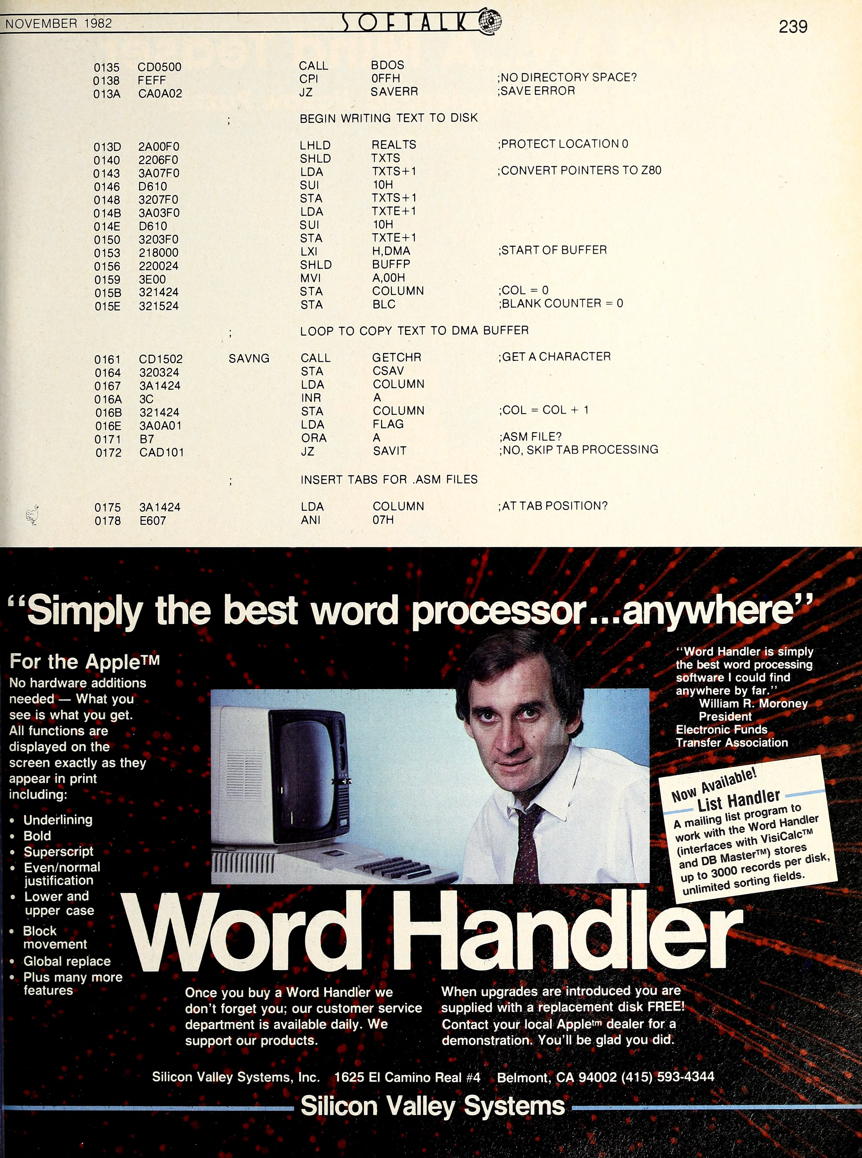 NOVEMBER 1982
SOFTALK
239
0135 CD0500 CALL BDOS
0138 FEFF CPI 0FFH ;NO DIRECTORY SPACE?
013A CA0A02 JZ SAVERR ;SAVE ERROR
; BEGIN WRITING TEXT TO DISK
013D 2A00F0 LHLD REALTS ;PROTECT LOCATION 0
0140 2206F0 SHLD TXTS
0143 3A07F0 LDA TXTS+1 ;CONVERT POINTERS TO Z80
0146 D610 SUI 10H
0148 3207F0 STA TXTS+1
014B 3A03F0 LDA TXTE+1
014E D610 SUI 10H
0150 3203F0 STA TXTE+1
0153 218000 LXI H,DMA ;START OF BUFFER
0156 220024 SHLD BUFFP
0159 3E00 MVI A,00H
015B 321424 STA COLUMN ;COL = 0
015E 321524 STA BLC ;BLANK COUNTER = 0
; LOOP TO COPY TEXT TO DMA BUFFER
0161 CD1502 SAVNG CALL GETCHR ;GET A CHARACTER
0164 320324 STA CSAV
0167 3A1424 LDA COLUMN
016A 3C INR A
016B 321424 STA COLUMN ;COL = COL + 1
016E 3A0A01 LDA FLAG
0171 B7 ORA A ;ASM FILE?
0172 CAD101 JZ SAVIT ;NO, SKIP TAB PROCESSING
; INSERT TABS FOR .ASM FILES
0175 3A1424 LDA COLUMN ;AT TAB POSITION?
0178 E607 ANI 07H
“Simply the best word processor...anywhere”
For the Apple™
No hardware additions
needed — What you
see is what you get.
All functions are
displayed on the
screen exactly as they
appear in print
including:
• Underlining
• Bold
• Superscript
• Even/normal
justification
• Lower and
upper case
• Block
movement
• Global replace
• Plus many more
features
“Word Handler is simply
the best word processing
software I could find
anywhere by far.”
William R. Moroney
President
Electronic Funds
Transfer Association
Now Available!
List Handler
A mailing list program to
work with the Word Handler
(interfaces with VisiCalc™
and DB Master™) stores
up to 3000 records per disk,
unlimited sorting fields.
Word Handler
Once you buy a Word Handler we
don't forget you; our customer service
department is available daily. We
support our products.
When upgrades are introduced you are
supplied with a replacement disk FREE!
Contact your local Apple™ dealer for a
demonstration. You'll be glad you did.
Silicon Valley Systems, Inc. 1625 El Camino Real #4 Belmont, CA 94002 (415) 593-4344
Silicon Valley Systems